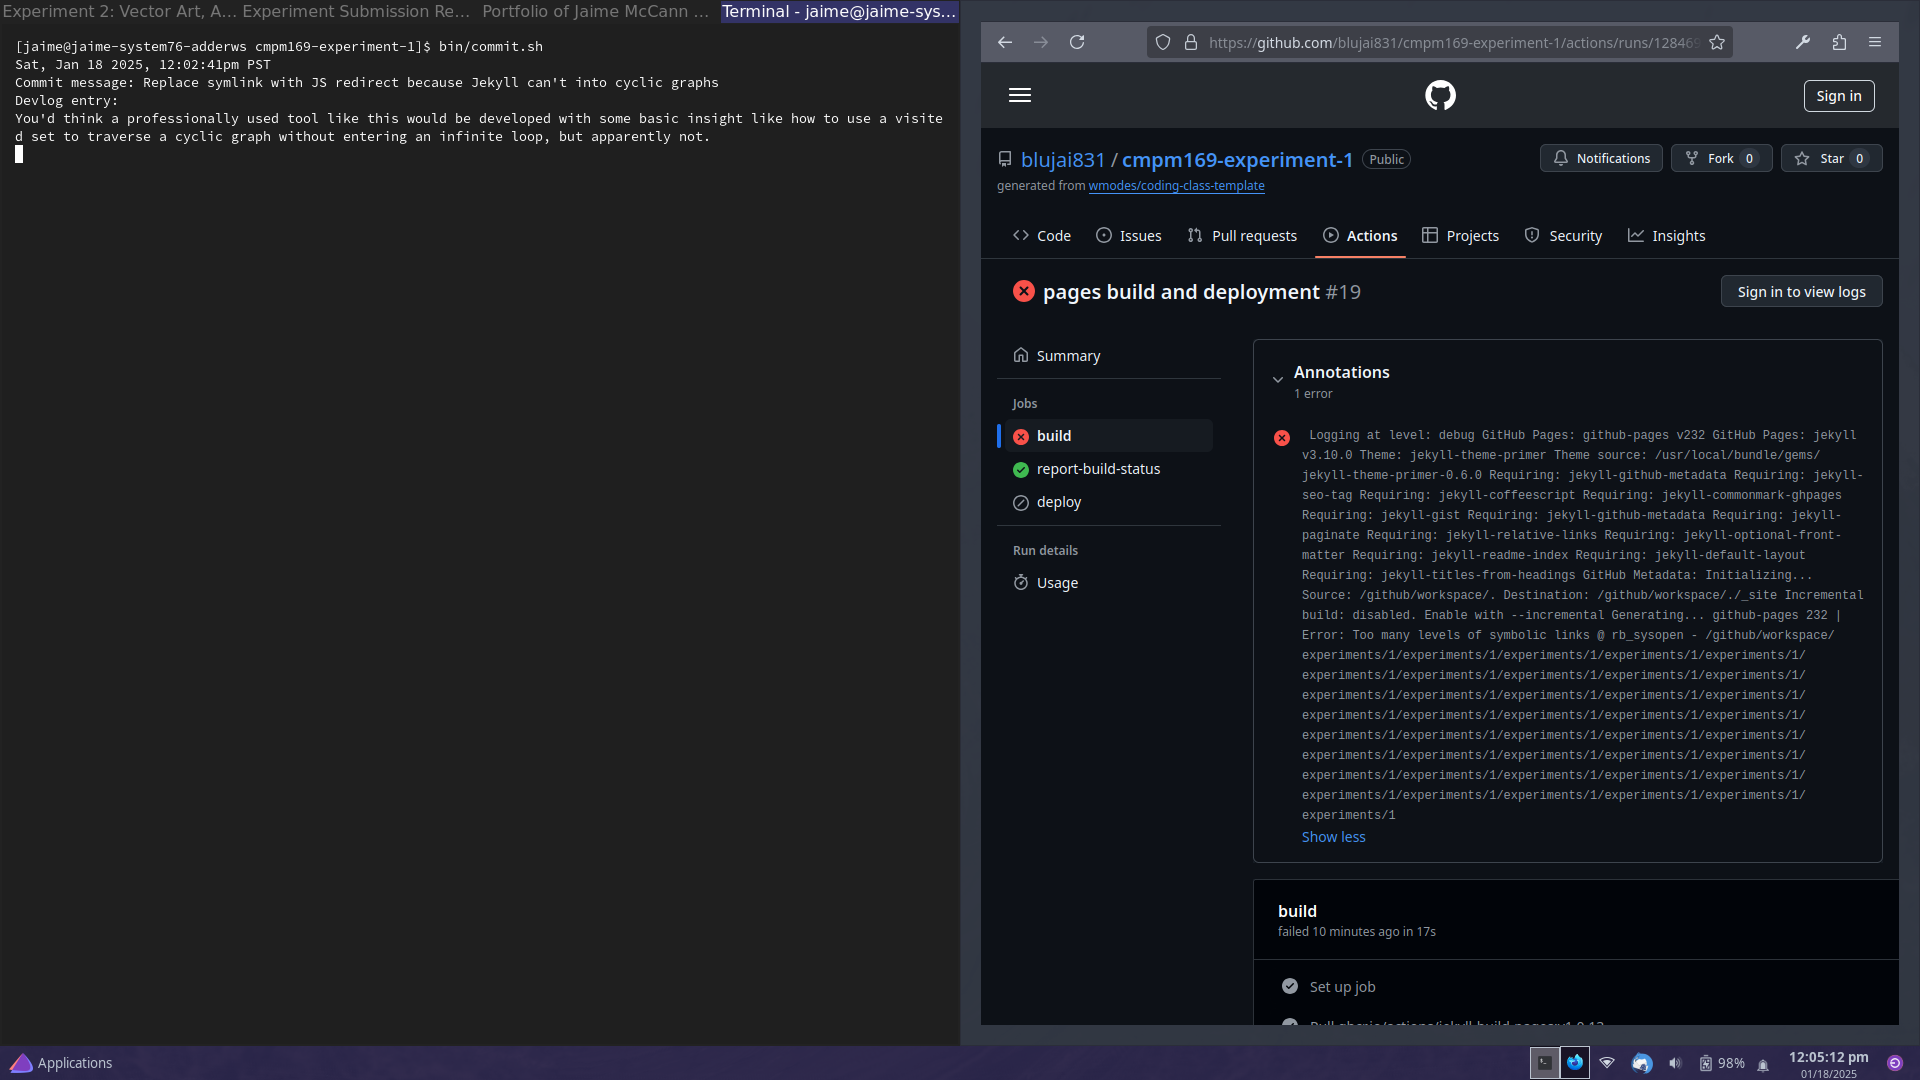 Experiment 2: Vector Art, A... Experiment Submission Re... Portfolio of Jaime McCann ... Terminal - jaime@jaime-sys...
[jaime@jaime-system76-adderws cmpm169-experiment-1]$ bin/commit.sh
Sat, Jan 18 2025, 12:02:41pm PST
Commit message: Replace symlink with JS redirect because Jekyll can't into cyclic graphs
Devlog entry:
You'd think a professionally used tool like this would be developed with some basic insight like how to use a visite
d set to traverse a cyclic graph without entering an infinite loop, but apparently not.
https://github.com/blujai831/cmpm169-experiment-1/actions/runs/128469
Sign in
blujai831 / cmpm169-experiment-1 Public
Notifications Fork 0 Star 0
generated from wmodes/coding-class-template
Code Issues Pull requests Actions Projects Security Insights
pages build and deployment #19
Sign in to view logs
Summary
Jobs
build
report-build-status
deploy
Run details
Usage
Annotations
1 error
Logging at level: debug GitHub Pages: github-pages v232 GitHub Pages: jekyll
v3.10.0 Theme: jekyll-theme-primer Theme source: /usr/local/bundle/gems/
jekyll-theme-primer-0.6.0 Requiring: jekyll-github-metadata Requiring: jekyll-
seo-tag Requiring: jekyll-coffeescript Requiring: jekyll-commonmark-ghpages
Requiring: jekyll-gist Requiring: jekyll-github-metadata Requiring: jekyll-
paginate Requiring: jekyll-relative-links Requiring: jekyll-optional-front-
matter Requiring: jekyll-readme-index Requiring: jekyll-default-layout
Requiring: jekyll-titles-from-headings GitHub Metadata: Initializing...
Source: /github/workspace/. Destination: /github/workspace/./_site Incremental
build: disabled. Enable with --incremental Generating... github-pages 232 |
Error: Too many levels of symbolic links @ rb_sysopen - /github/workspace/
experiments/1/experiments/1/experiments/1/experiments/1/experiments/1/
experiments/1/experiments/1/experiments/1/experiments/1/experiments/1/
experiments/1/experiments/1/experiments/1/experiments/1/experiments/1/
experiments/1/experiments/1/experiments/1/experiments/1/experiments/1/
experiments/1/experiments/1/experiments/1/experiments/1/experiments/1/
experiments/1/experiments/1/experiments/1/experiments/1/experiments/1/
experiments/1/experiments/1/experiments/1/experiments/1/experiments/1/
experiments/1/experiments/1/experiments/1/experiments/1/experiments/1/
experiments/1
Show less
build
failed 10 minutes ago in 17s
Set up job
Applications
98%
12:05:12 pm
01/18/2025